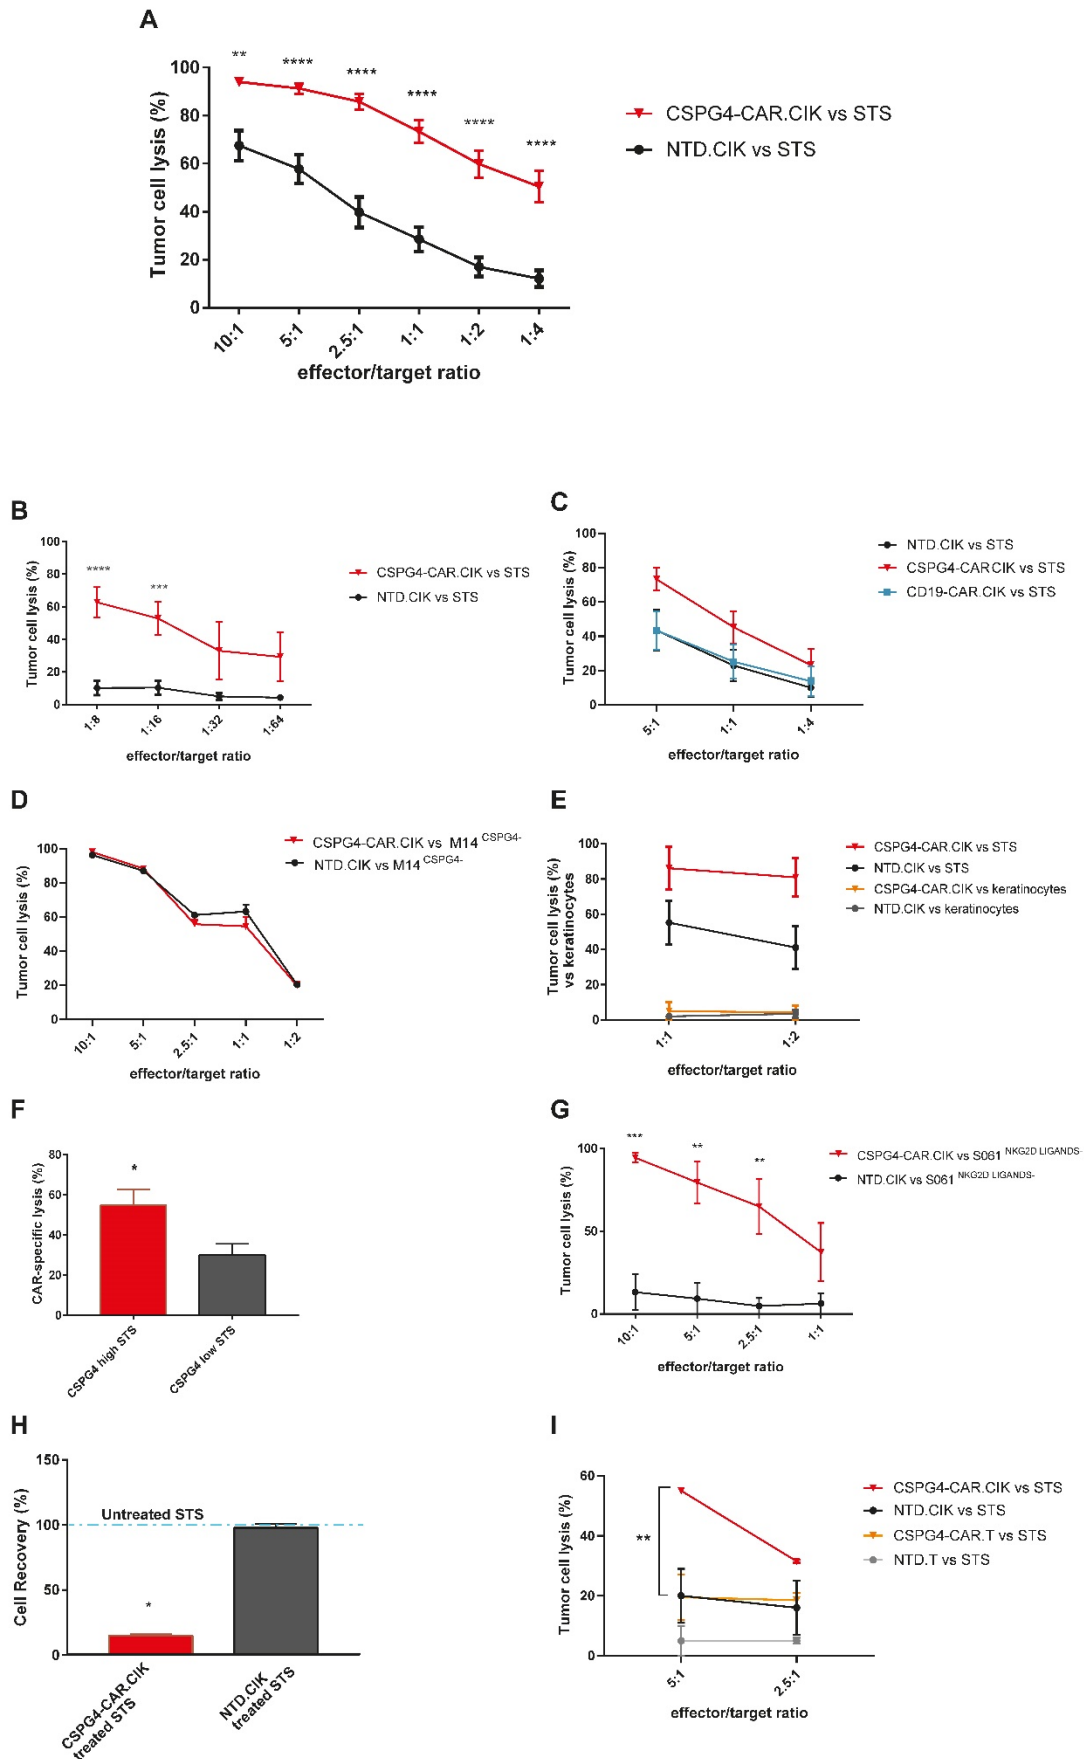 A
** **** **** **** **** ****
100
80
60
40
20
0
Tumor cell lysis (%)
10:1 5:1 2.5:1 1:1 1:2 1:4
effector/target ratio
CSPG4-CAR.CIK vs STS
NTD.CIK vs STS
B
**** ***
100
80
60
40
20
0
Tumor cell lysis (%)
1:8 1:16 1:32 1:64
effector/target ratio
CSPG4-CAR.CIK vs STS
NTD.CIK vs STS
C
100
80
60
40
20
0
Tumor cell lysis (%)
5:1 1:1 1:4
effector/target ratio
NTD.CIK vs STS
CSPG4-CARCIK vs STS
CD19-CAR.CIK vs STS
D
100
80
60
40
20
0
Tumor cell lysis (%)
10:1 5:1 2.5:1 1:1 1:2
effector/target ratio
CSPG4-CAR.CIK vs M14 CSPG4-
NTD.CIK vs M14 CSPG4-
E
100
80
60
40
20
0
Tumor cell lysis (%)
vs keratinocytes
1:1 1:2
effector/target ratio
CSPG4-CAR.CIK vs STS
NTD.CIK vs STS
CSPG4-CAR.CIK vs keratinocytes
NTD.CIK vs keratinocytes
F
*
80
60
40
20
0
CAR-specific lysis (%)
CSPG4 high STS
CSPG4 low STS
G
*** ** **
100
50
0
Tumor cell lysis (%)
10:1 5:1 2.5:1 1:1
effector/target ratio
CSPG4-CAR.CIK vs S061 NKG2D LIGANDS-
NTD.CIK vs S061 NKG2D LIGANDS-
H
150
100
50
0
Cell Recovery (%)
Untreated STS
*
CSPG4-CAR.CIK
treated STS
NTD.CIK
treated STS
I
60
40
20
0
Tumor cell lysis (%)
**
5:1 2.5:1
effector/target ratio
CSPG4-CAR.CIK vs STS
NTD.CIK vs STS
CSPG4-CAR.T vs STS
NTD.T vs STS